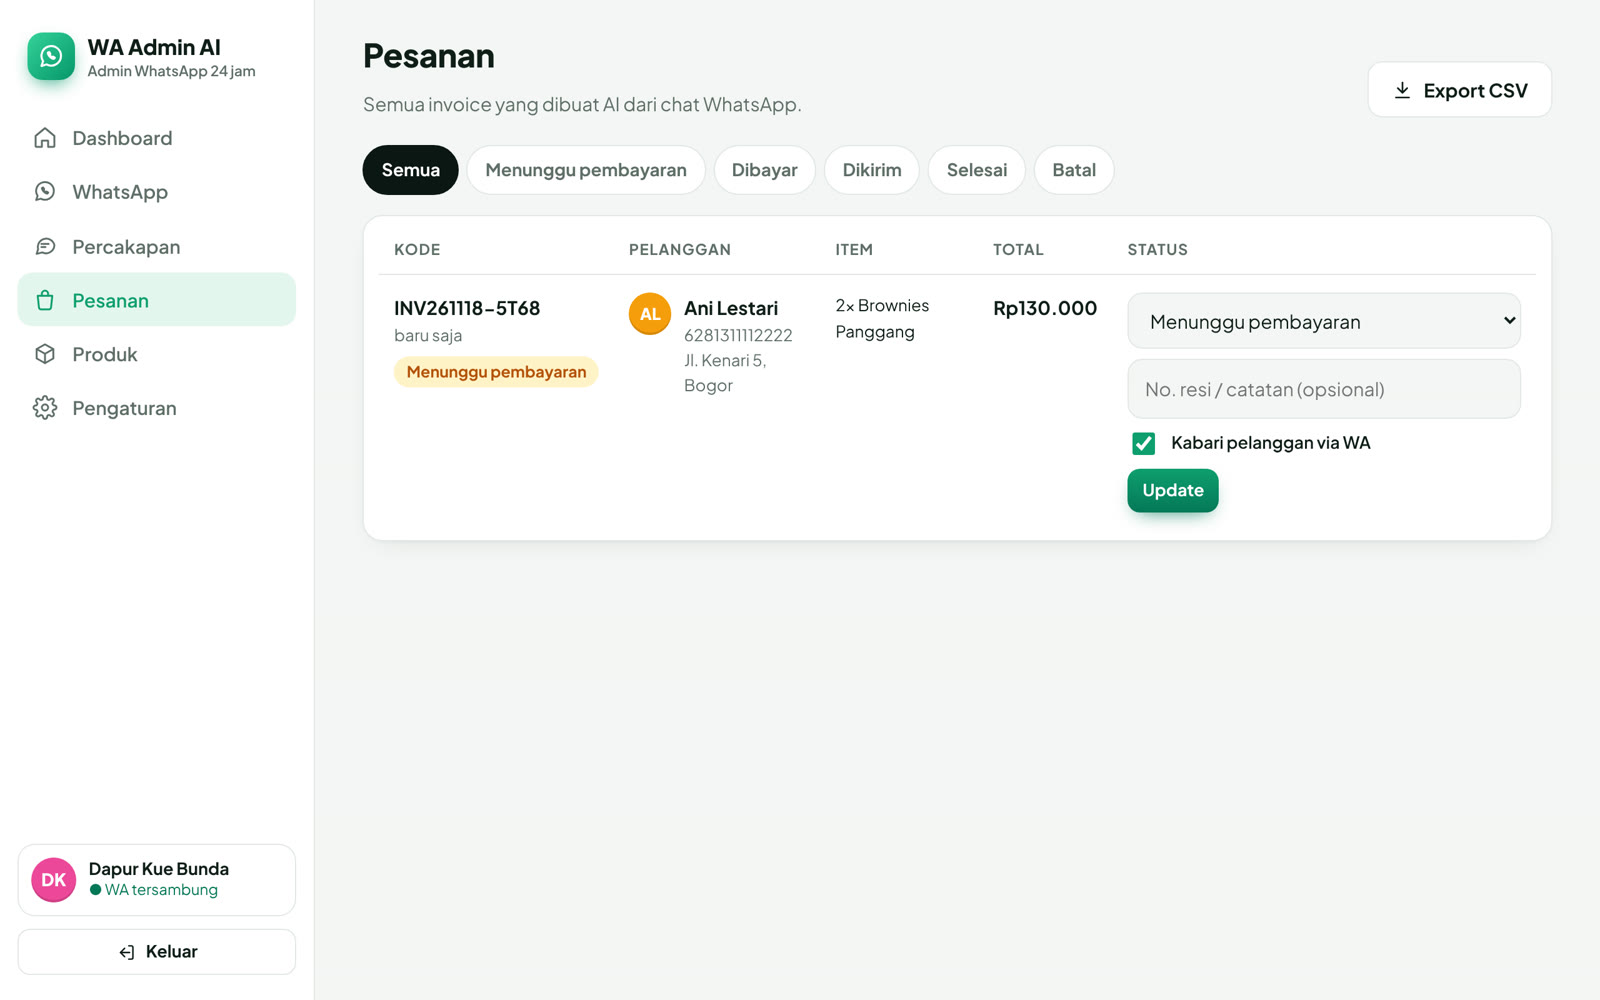 WA Admin AI
Admin WhatsApp 24 jam
Dashboard
WhatsApp
Percakapan
Pesanan
Produk
Pengaturan
DK
Dapur Kue Bunda
WA tersambung
Keluar
Pesanan
Semua invoice yang dibuat AI dari chat WhatsApp.
Export CSV
Semua
Menunggu pembayaran
Dibayar
Dikirim
Selesai
Batal
KODE
PELANGGAN
ITEM
TOTAL
STATUS
INV261118-5T68
baru saja
Menunggu pembayaran
AL
Ani Lestari
6281311112222
Jl. Kenari 5,
Bogor
2× Brownies
Panggang
Rp130.000
Menunggu pembayaran
No. resi / catatan (opsional)
Kabari pelanggan via WA
Update